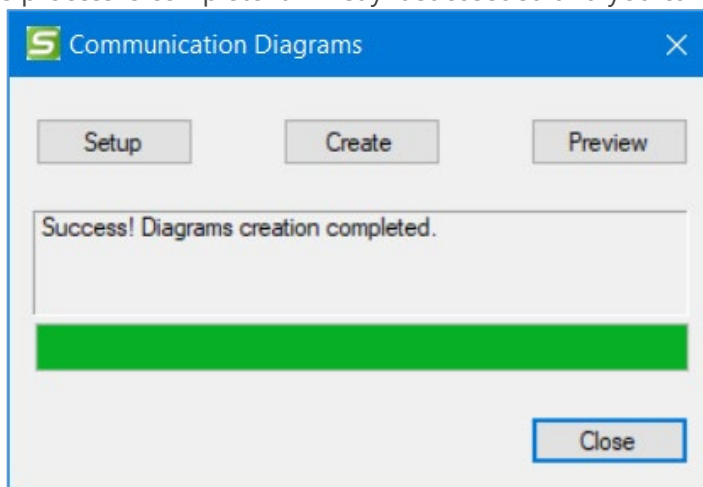 Communication Diagrams
Setup Create Preview
Success! Diagrams creation completed.
Close